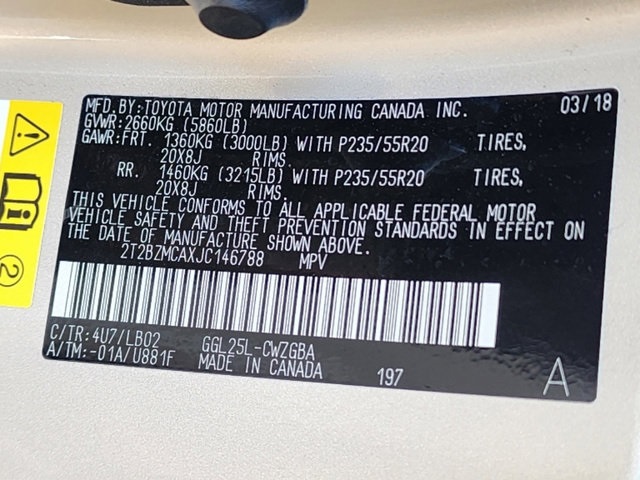 MFD.BY:TOYOTA MOTOR MANUFACTURING CANADA INC. 03/18
GVWR:2660KG (5860LB)
GAWR:FRT. 1360KG (3000LB) WITH P235/55R20 TIRES,
20X8J RIMS.
RR. 1460KG (3215LB) WITH P235/55R20 TIRES,
20X8J RIMS.
THIS VEHICLE CONFORMS TO ALL APPLICABLE FEDERAL MOTOR
VEHICLE SAFETY AND THEFT PREVENTION STANDARDS IN EFFECT ON
THE DATE OF MANUFACTURE SHOWN ABOVE.
2T2BZMCAXJC146788 MPV
C/TR:4U7/LB02 GGL25L-CWZGBA
A/TM:-01A/U881F MADE IN CANADA 197 A
2